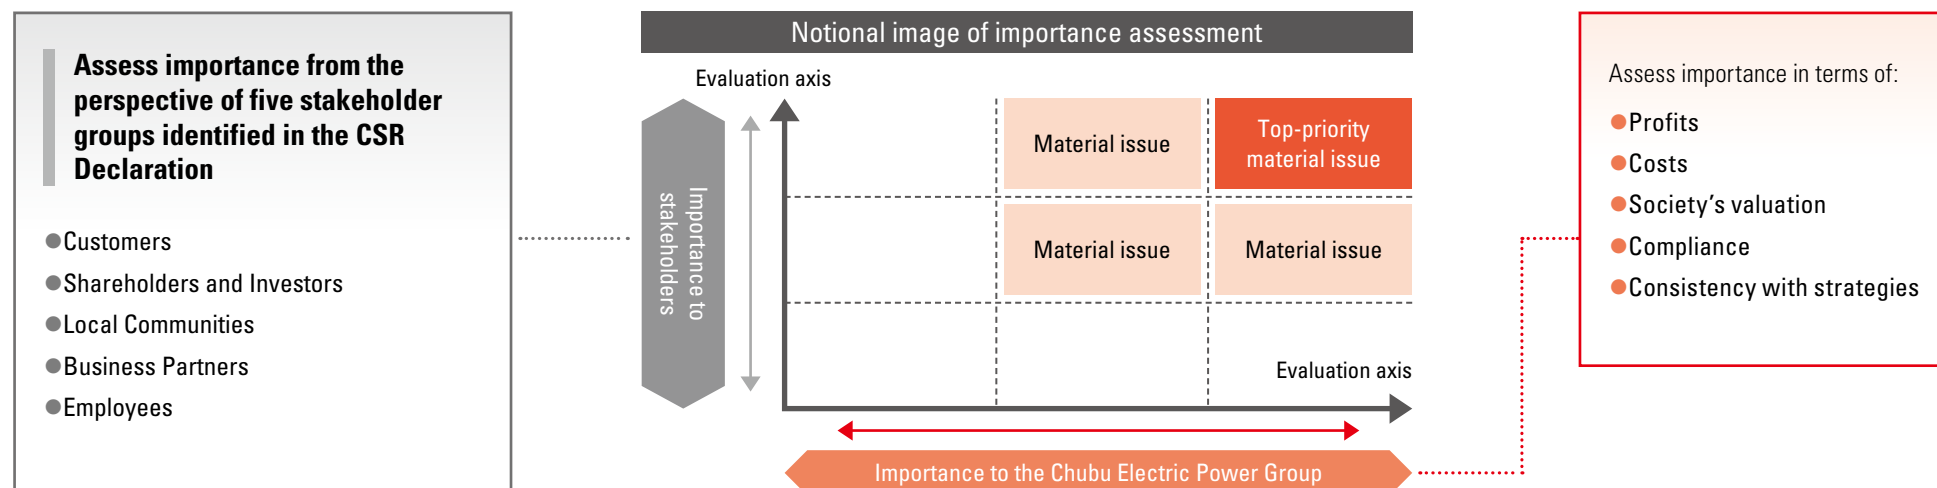 Assess importance from the
perspective of five stakeholder
groups identified in the CSR
Declaration
●Customers
●Shareholders and Investors
●Local Communities
●Business Partners
●Employees
Notional image of importance assessment
Evaluation axis
Importance to
stakeholders
Material issue
Top-priority
material issue
Material issue
Material issue
Evaluation axis
Importance to the Chubu Electric Power Group
Assess importance in terms of:
●Profits
●Costs
●Society’s valuation
●Compliance
●Consistency with strategies